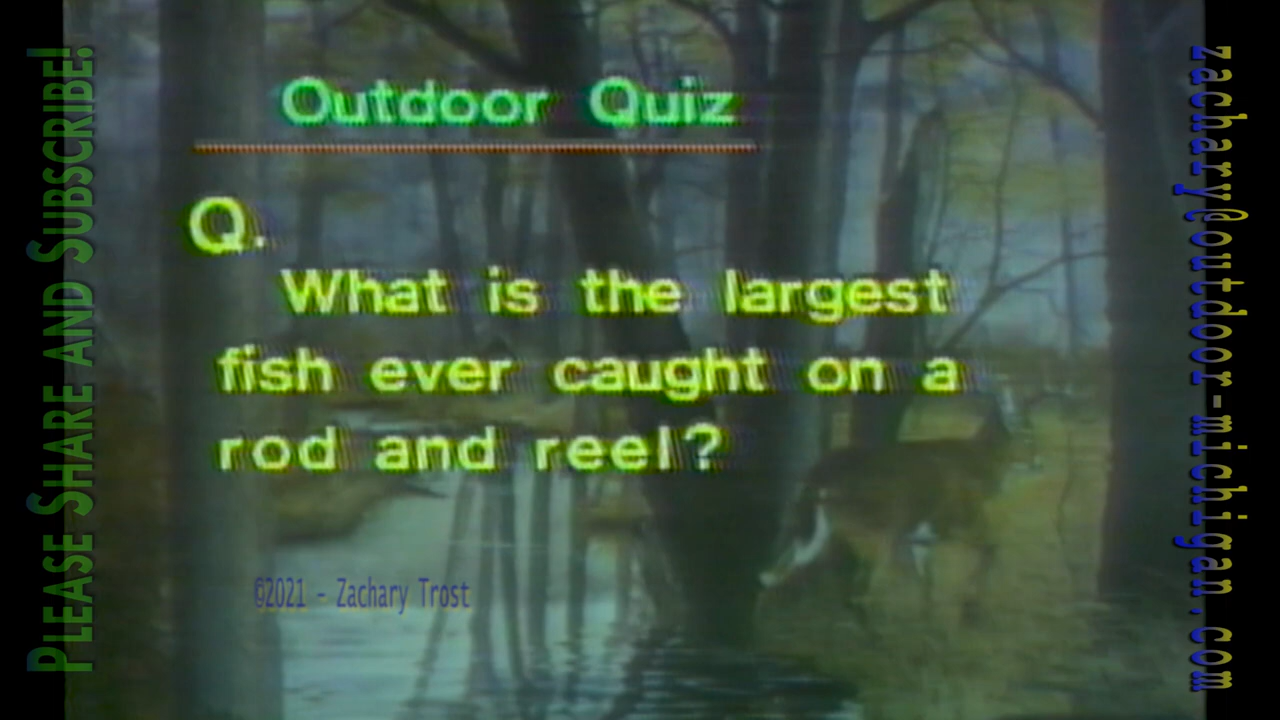 Outdoor Quiz
Q.
What is the largest
fish ever caught on a
rod and reel?
©2021 - Zachary Trost
Please Share and Subscribe!
zachary@outdoor-michigan.com